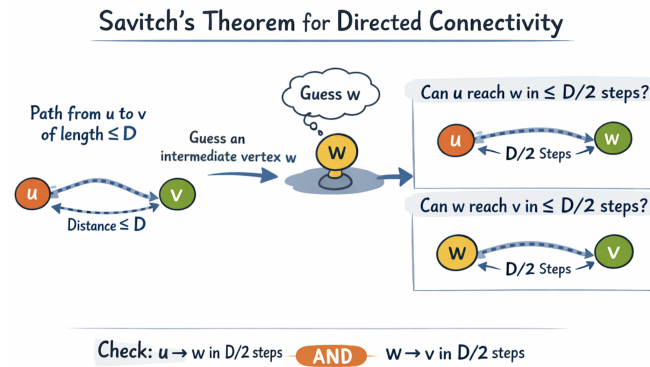 Savitch's Theorem for Directed Connectivity
Path from u to v
of length ≤ D
u
v
Distance ≤ D
Guess an
intermediate vertex w
Guess w
w
Can u reach w in ≤ D/2 steps?
u
w
D/2 Steps
Can w reach v in ≤ D/2 steps?
w
v
D/2 Steps
Check: u → w in D/2 steps AND w → v in D/2 steps